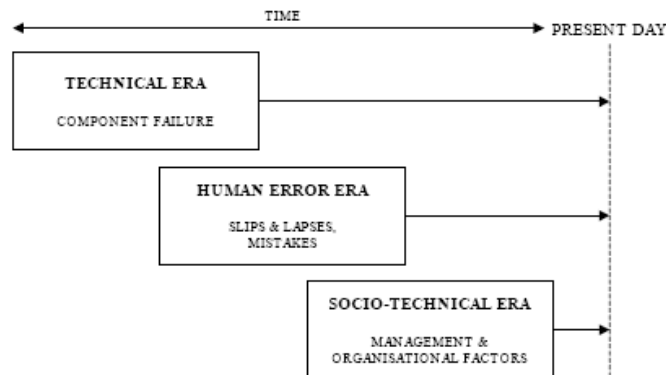 TIME
PRESENT DAY
TECHNICAL ERA
COMPONENT FAILURE
HUMAN ERROR ERA
SLIPS & LAPSES,
MISTAKES
SOCIO-TECHNICAL ERA
MANAGEMENT &
ORGANISATIONAL FACTORS